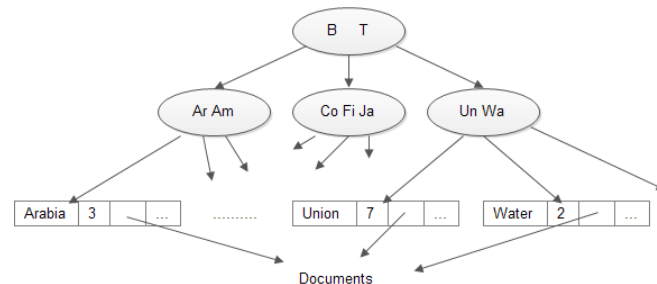 B T
Ar Am Co Fi Ja Un Wa
Arabia 3 ... .......... Union 7 ... Water 2 ...
Documents